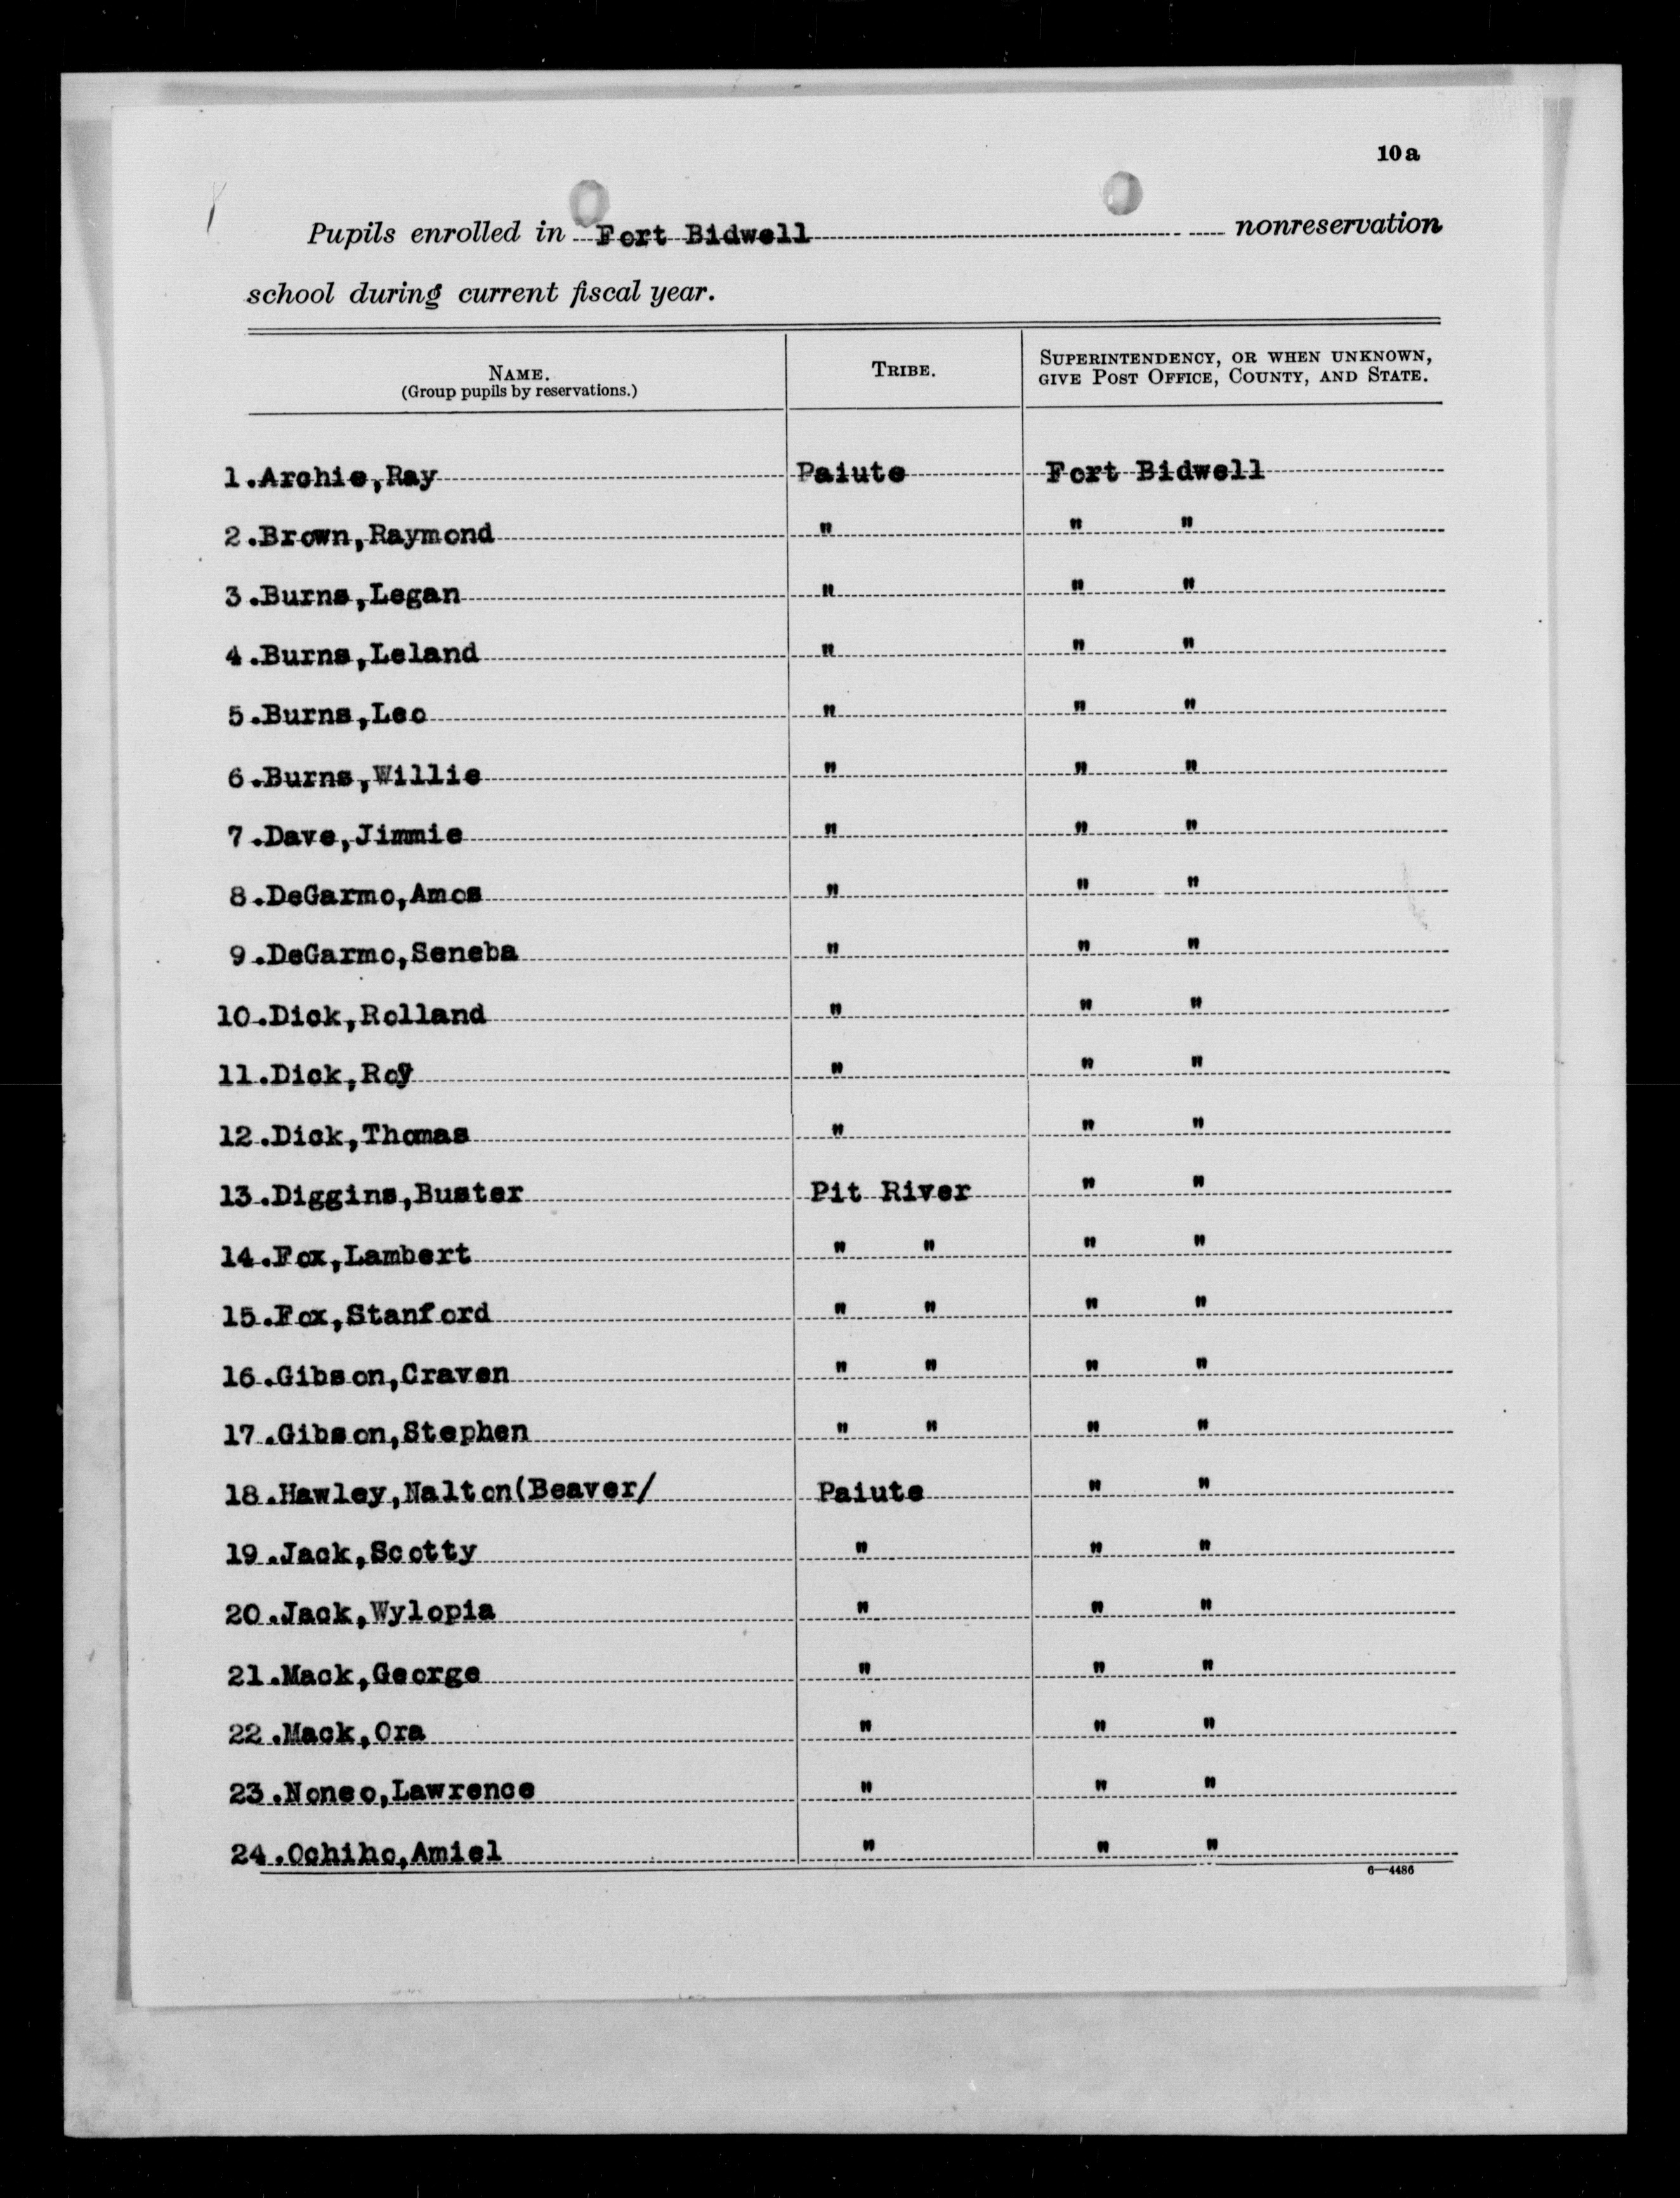 10a
Pupils enrolled in Fort Bidwell nonreservation
school during current fiscal year.
NAME.
(Group pupils by reservations.)
TRIBE.
SUPERINTENDENCY, OR WHEN UNKNOWN,
GIVE POST OFFICE, COUNTY, AND STATE.
1.Archie,Ray Paiute Fort Bidwell
2.Brown,Raymond " " "
3.Burns,Legan " " "
4.Burns,Leland " " "
5.Burns,Leo " " "
6.Burns,Willie " " "
7.Dave,Jimmie " " "
8.DeGarmo,Amos " " "
9.DeGarmo,Seneba " " "
10.Dick,Rolland " " "
11.Dick,Roy " " "
12.Dick,Thomas " " "
13.Diggins,Buster Pit River " "
14.Fox,Lambert " " " "
15.Fox,Stanford " " " "
16.Gibson,Craven " " " "
17.Gibson,Stephen " " " "
18.Hawley,Nalton(Beaver/ Paiute " "
19.Jack,Scotty " " "
20.Jack,Wylopia " " "
21.Mack,George " " "
22.Mack,Ora " " "
23.Noneo,Lawrence " " "
24.Ochiho,Amiel " " "
6—4486